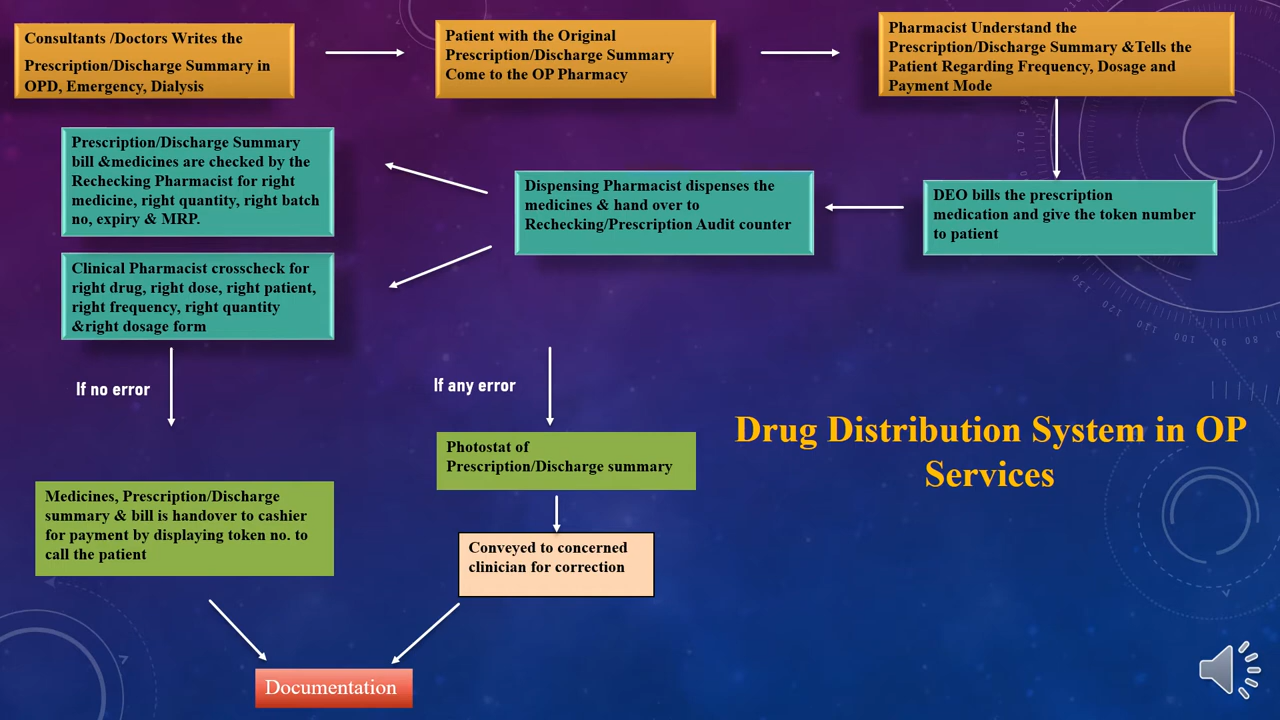 Consultants /Doctors Writes the
Prescription/Discharge Summary in
OPD, Emergency, Dialysis
Patient with the Original
Prescription/Discharge Summary
Come to the OP Pharmacy
Pharmacist Understand the
Prescription/Discharge Summary &Tells the
Patient Regarding Frequency, Dosage and
Payment Mode
DEO bills the prescription
medication and give the token number
to patient
Dispensing Pharmacist dispenses the
medicines & hand over to
Rechecking/Prescription Audit counter
Prescription/Discharge Summary
bill &medicines are checked by the
Rechecking Pharmacist for right
medicine, right quantity, right batch
no, expiry & MRP.
Clinical Pharmacist crosscheck for
right drug, right dose, right patient,
right frequency, right quantity
&right dosage form
If no error
If any error
Photostat of
Prescription/Discharge summary
Drug Distribution System in OP
Services
Medicines, Prescription/Discharge
summary & bill is handover to cashier
for payment by displaying token no. to
call the patient
Conveyed to concerned
clinician for correction
Documentation